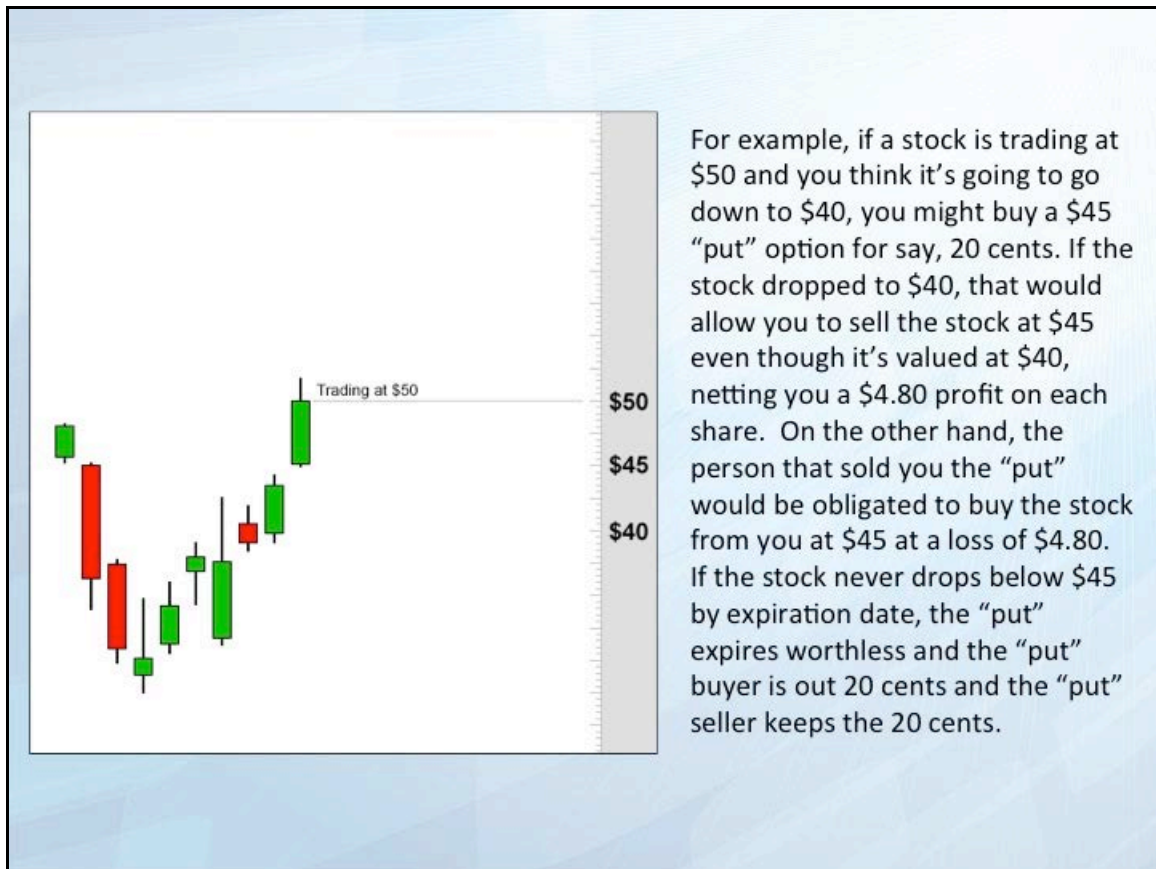 Trading at $50
$50
$45
$40
For example, if a stock is trading at
$50 and you think it’s going to go
down to $40, you might buy a $45
“put” option for say, 20 cents. If the
stock dropped to $40, that would
allow you to sell the stock at $45
even though it’s valued at $40,
netting you a $4.80 profit on each
share.  On the other hand, the
person that sold you the “put”
would be obligated to buy the stock
from you at $45 at a loss of $4.80.
If the stock never drops below $45
by expiration date, the “put”
expires worthless and the “put”
buyer is out 20 cents and the “put”
seller keeps the 20 cents.